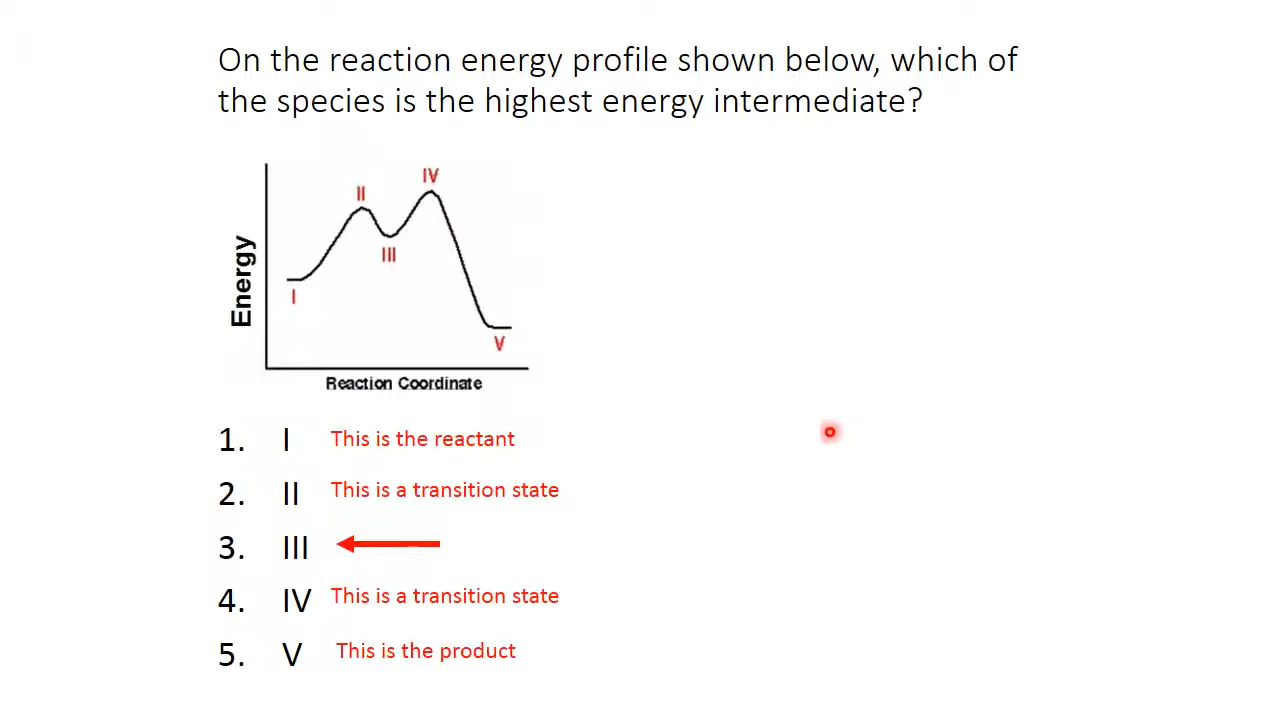 On the reaction energy profile shown below, which of
the species is the highest energy intermediate?
IV
II
III
Energy
I
V
Reaction Coordinate
1. I This is the reactant
2. II This is a transition state
3. III
4. IV This is a transition state
5. V This is the product